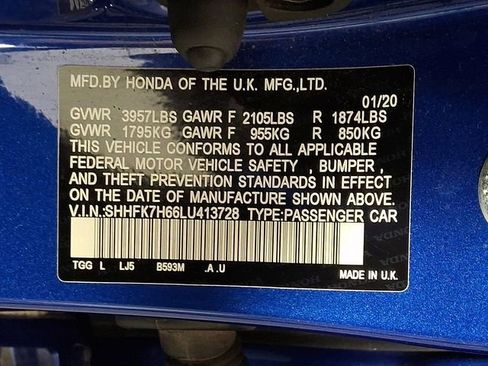 MFD.BY HONDA OF THE U.K. MFG.,LTD.
01/20
GVWR 3957LBS GAWR F 2105LBS R 1874LBS
GVWR 1795KG GAWR F 955KG R 850KG
THIS VEHICLE CONFORMS TO ALL APPLICABLE
FEDERAL MOTOR VEHICLE SAFETY , BUMPER ,
AND THEFT PREVENTION STANDARDS IN EFFECT
ON THE DATE OF MANUFACTURE SHOWN ABOVE.
V.I.N:SHHFK7H66LU413728 TYPE:PASSENGER CAR
TGG L LJ5 B593M .A.U
MADE IN U.K.